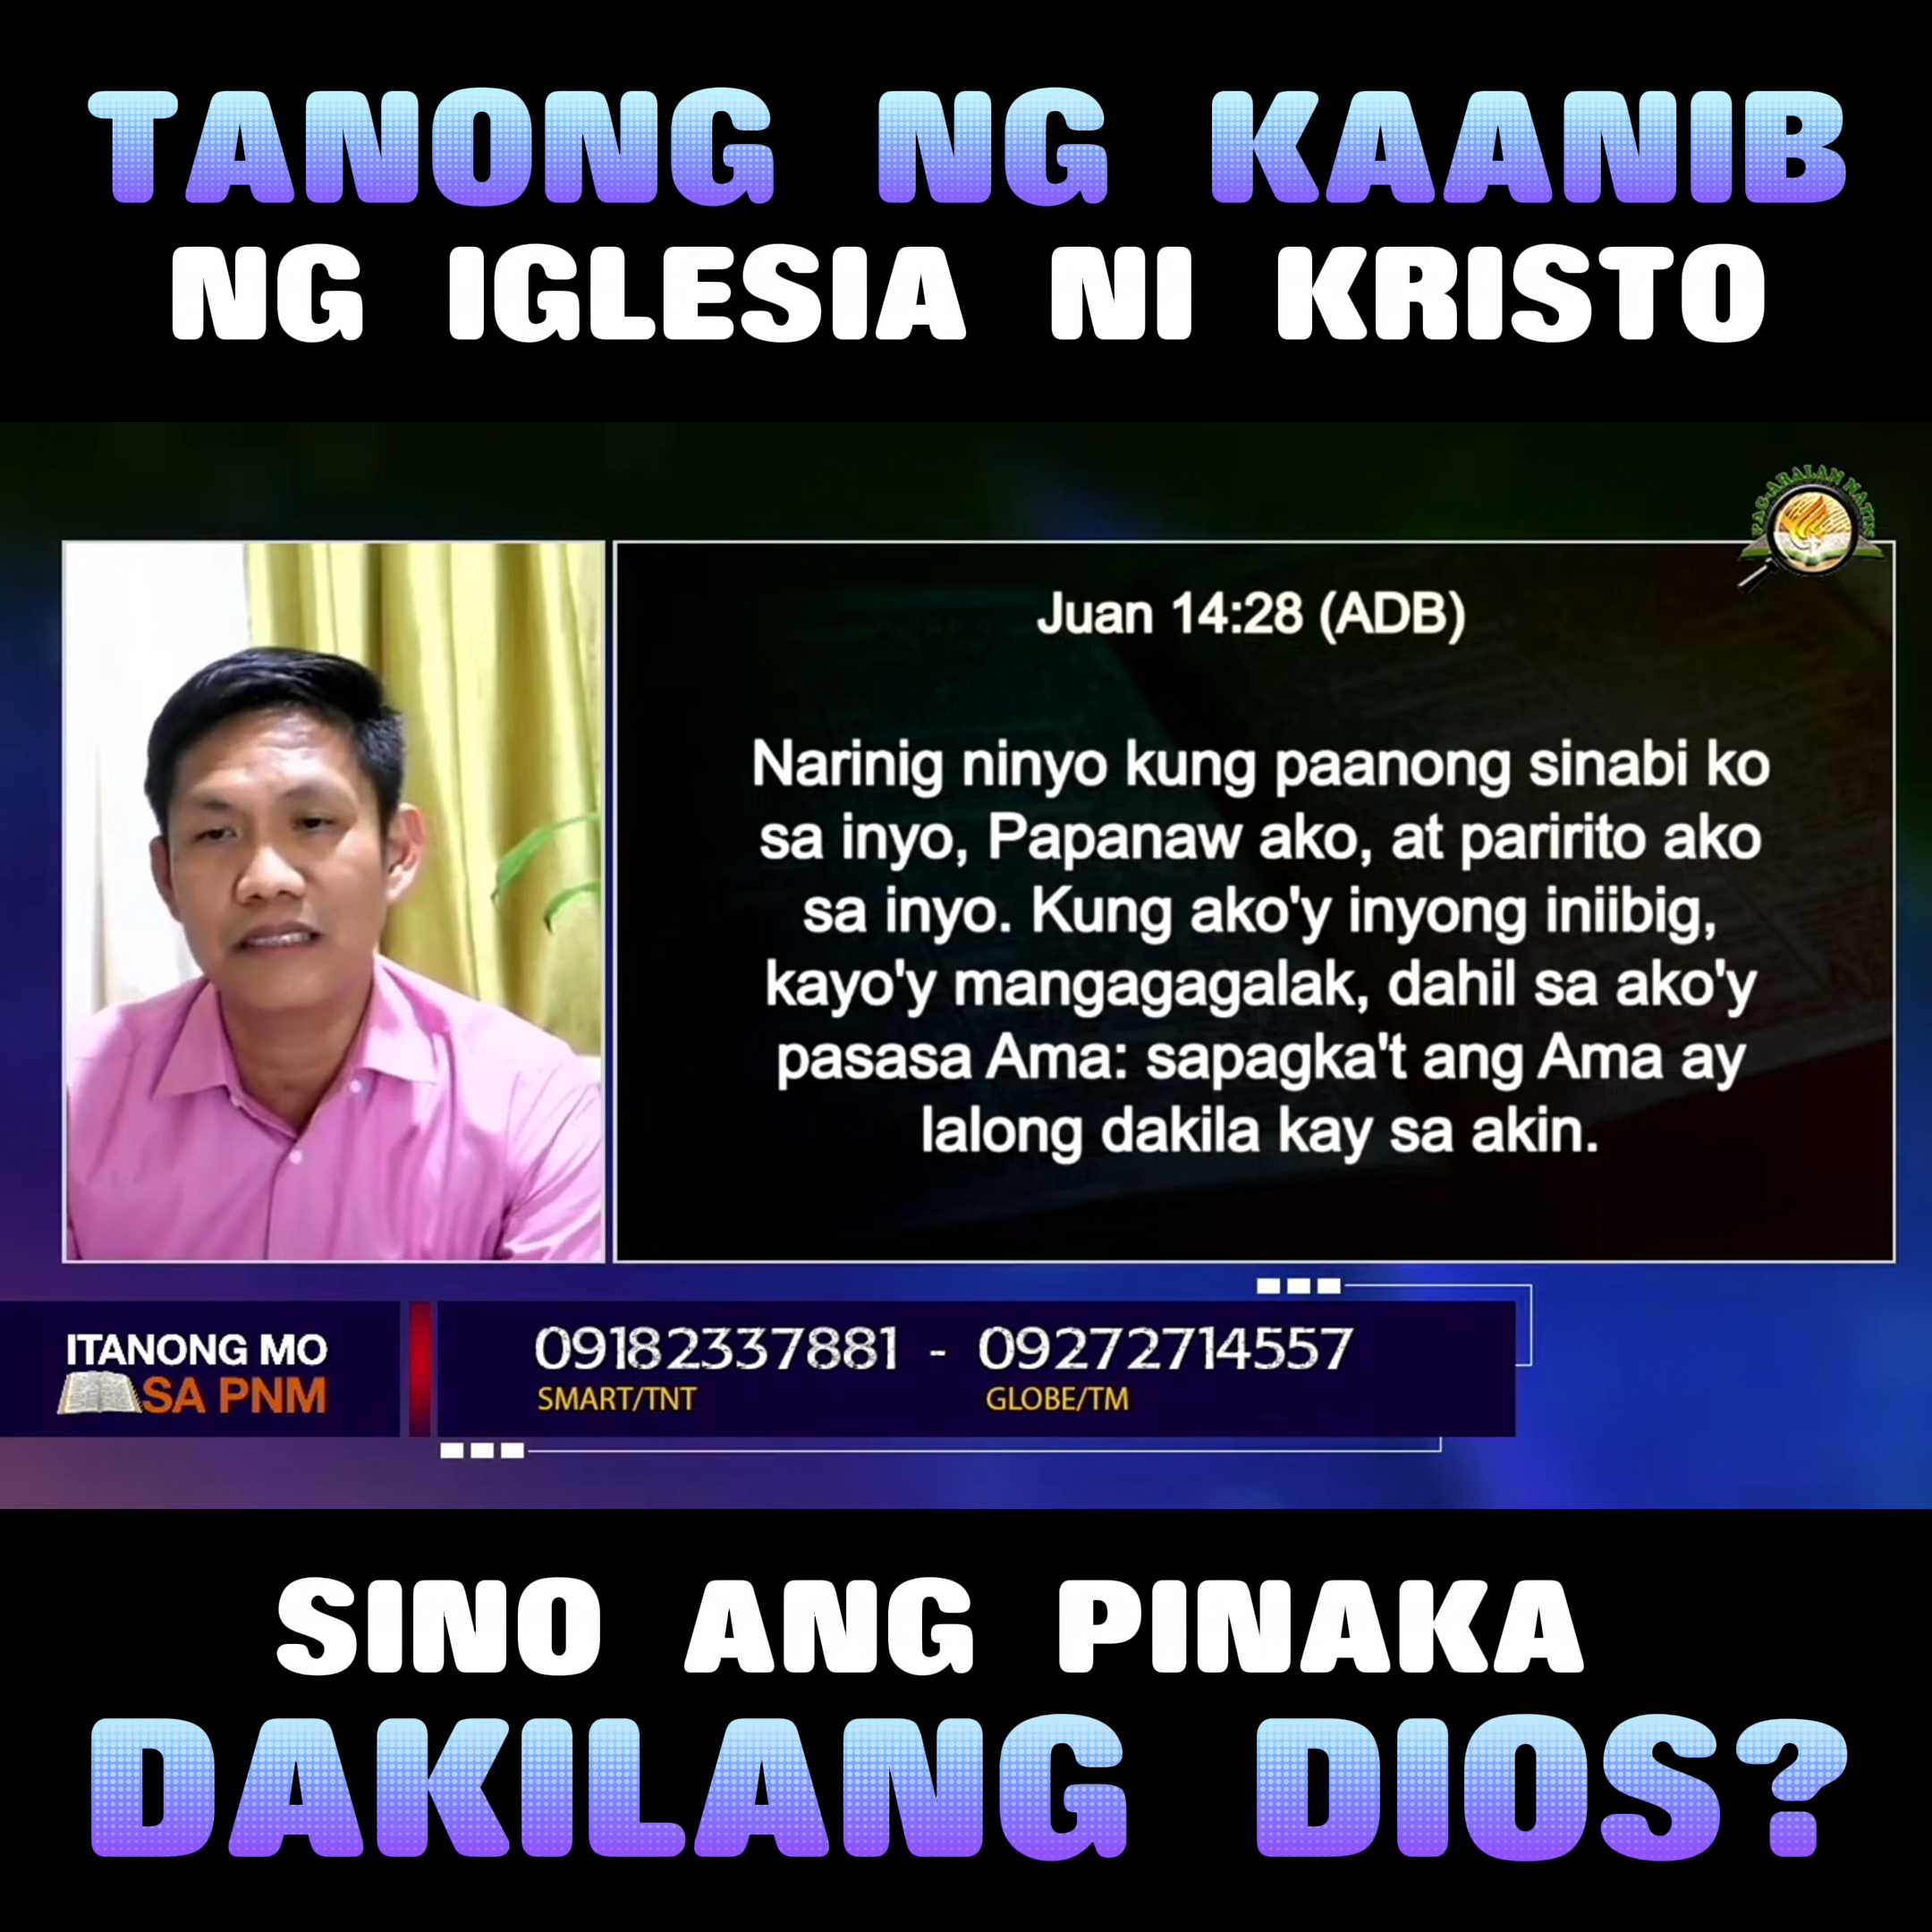 TANONG NG KAANIB
NG IGLESIA NI KRISTO
PAG-ARALAN NATIN
Juan 14:28 (ADB)
Narinig ninyo kung paanong sinabi ko
sa inyo, Papanaw ako, at paririto ako
sa inyo. Kung ako'y inyong iniibig,
kayo'y mangagagalak, dahil sa ako'y
pasasa Ama: sapagka't ang Ama ay
lalong dakila kay sa akin.
ITANONG MO
SA PNM
09182337881 - 09272714557
SMART/TNT GLOBE/TM
SINO ANG PINAKA
DAKILANG DIOS?